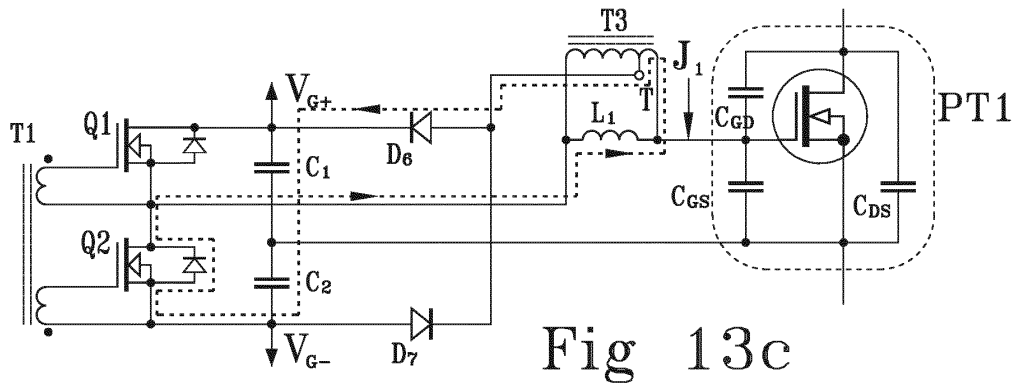 T3
J1
VG+
T
PT1
Q1
L1
CGD
T1
D6
C1
CGS
CDS
Q2
C2
D7
VG-
Fig 13c